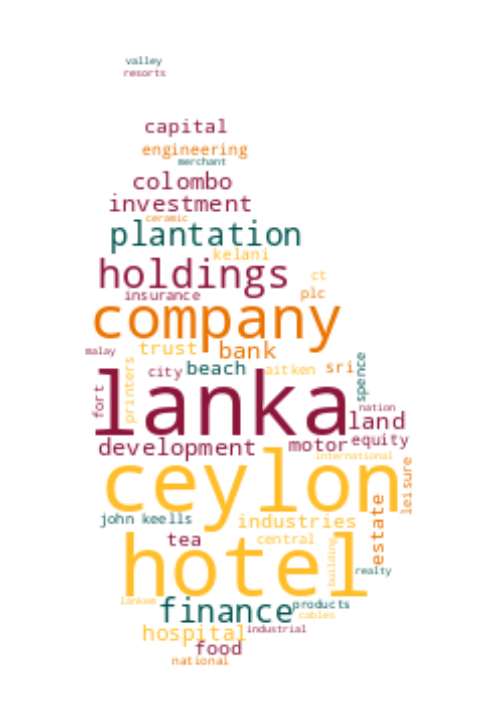 valley
resorts
capital
engineering
merchant
colombo
investment
ceramic
plantation
kelani
holdings
ct
insurance
plc
company
malay
trust
bank
printers
city
beach
aitken
sri
spence
fort
lanka
nation
land
development
motor
equity
international
ceylon
leisure
john keells
industries
estate
tea
central
hotel
building
realty
lankem
finance
products
cables
hospital
industrial
food
national